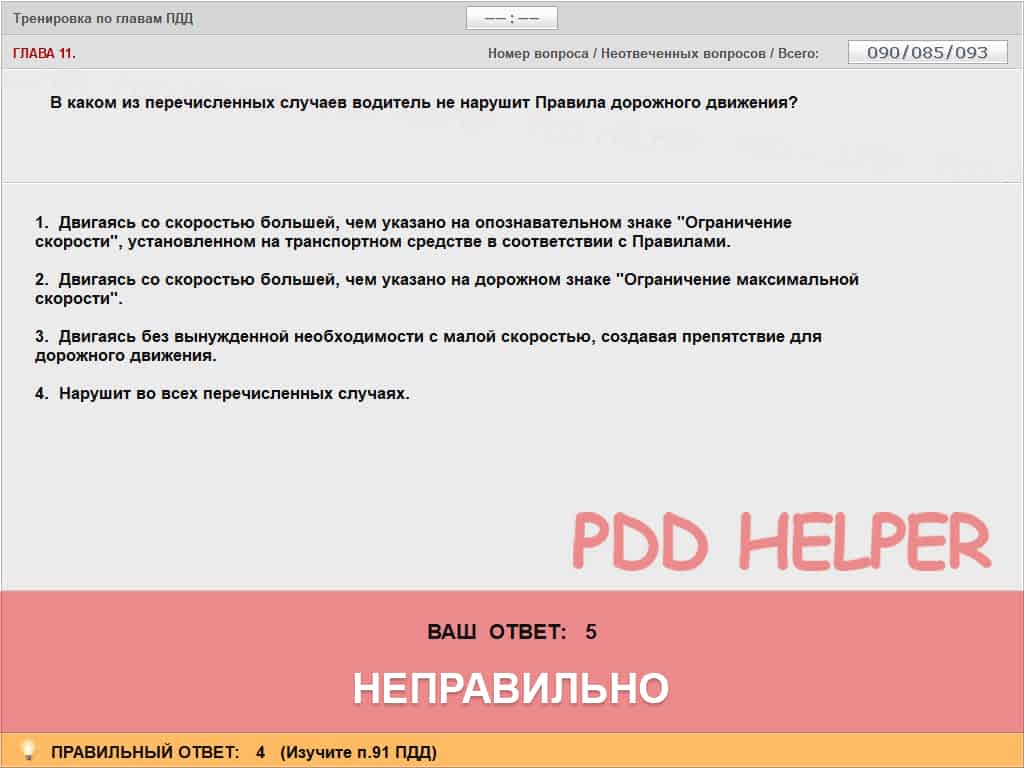 Тренировка по главам ПДД
—— : ——
ГЛАВА 11.
Номер вопроса / Неотвеченных вопросов / Всего:
090/085/093
В каком из перечисленных случаев водитель не нарушит Правила дорожного движения?
1. Двигаясь со скоростью большей, чем указано на опознавательном знаке "Ограничение
скорости", установленном на транспортном средстве в соответствии с Правилами.
2. Двигаясь со скоростью большей, чем указано на дорожном знаке "Ограничение максимальной
скорости".
3. Двигаясь без вынужденной необходимости с малой скоростью, создавая препятствие для
дорожного движения.
4. Нарушит во всех перечисленных случаях.
PDD HELPER
ВАШ ОТВЕТ: 5
НЕПРАВИЛЬНО
ПРАВИЛЬНЫЙ ОТВЕТ: 4 (Изучите п.91 ПДД)